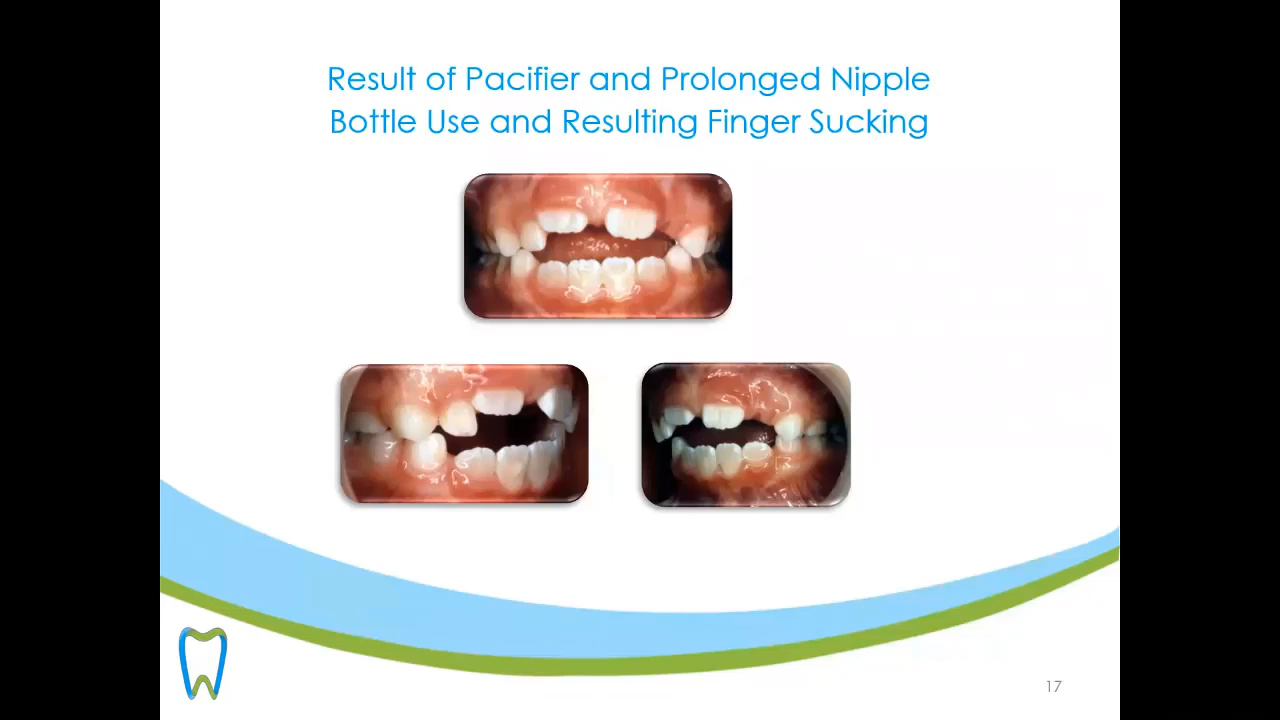 Result of Pacifier and Prolonged Nipple
Bottle Use and Resulting Finger Sucking
17